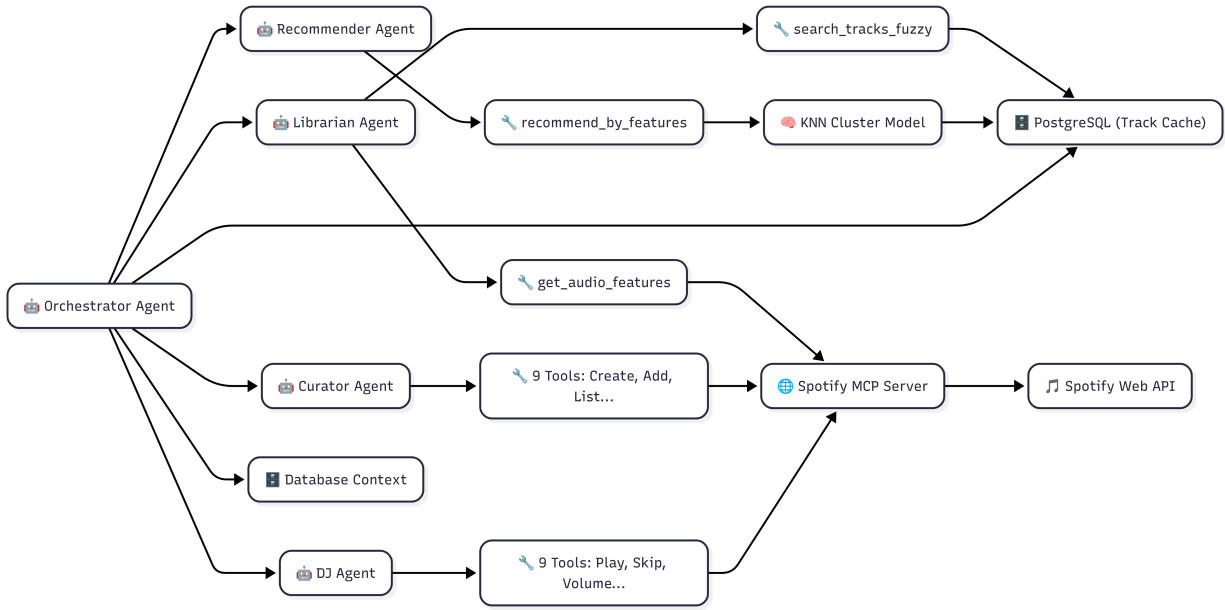 🤖 Recommender Agent
🔧 search_tracks_fuzzy
🤖 Librarian Agent
🔧 recommend_by_features
🧠 KNN Cluster Model
🗄️ PostgreSQL (Track Cache)
🔧 get_audio_features
🤖 Orchestrator Agent
🤖 Curator Agent
🔧 9 Tools: Create, Add,
List...
🌐 Spotify MCP Server
🎵 Spotify Web API
🗄️ Database Context
🤖 DJ Agent
🔧 9 Tools: Play, Skip,
Volume...